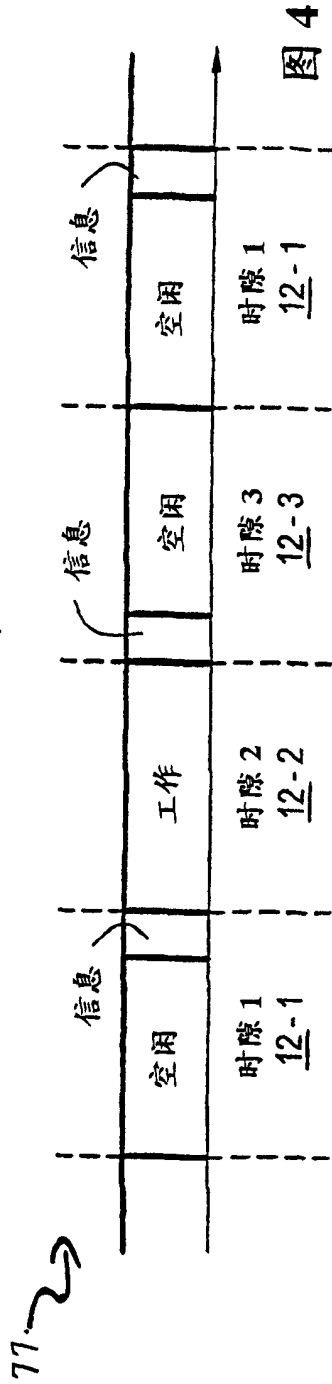 77
信息 信息 信息
空闲 工作 空闲 空闲
时隙 1 时隙 2 时隙 3 时隙 1
12-1 12-2 12-3 12-1
图 4